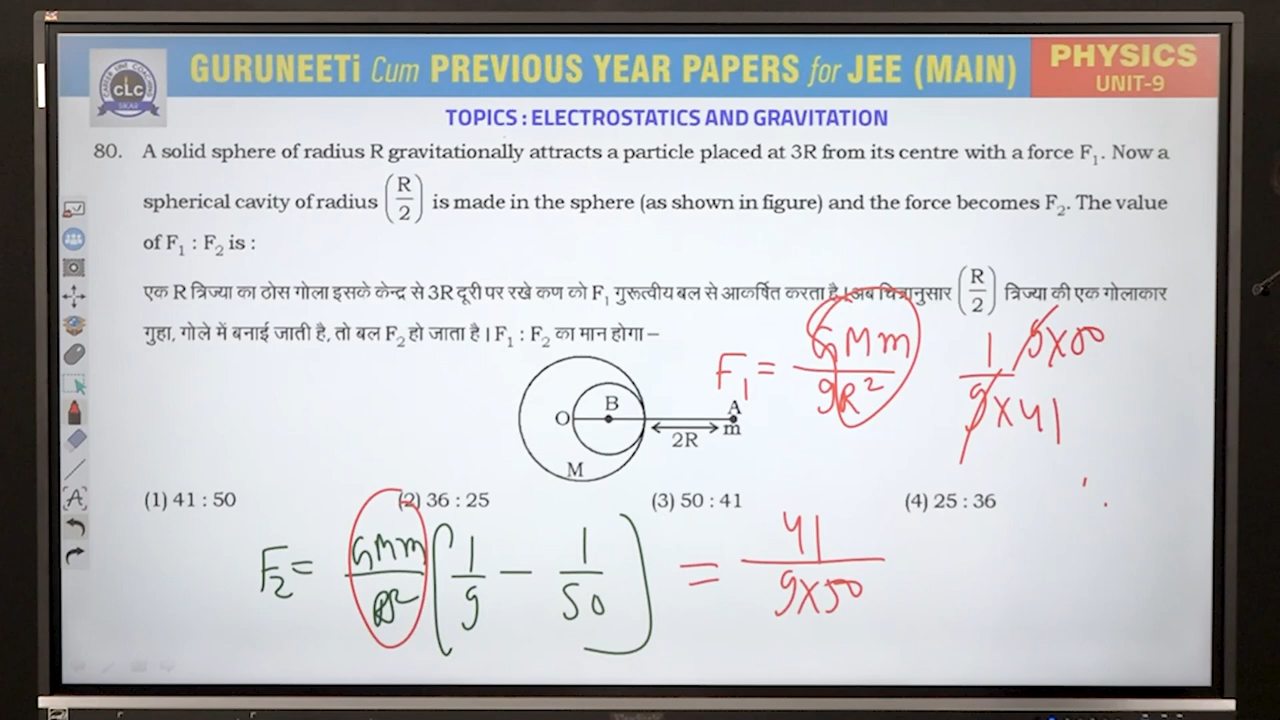 GURUNEETi Cum PREVIOUS YEAR PAPERS for JEE (MAIN)
PHYSICS
UNIT-9
CAREER LINE COACHING
CLC
SIKAR
TOPICS : ELECTROSTATICS AND GRAVITATION
80. A solid sphere of radius R gravitationally attracts a particle placed at 3R from its centre with a force F₁. Now a
spherical cavity of radius (R/2) is made in the sphere (as shown in figure) and the force becomes F₂. The value
of F₁ : F₂ is :
एक R त्रिज्या का ठोस गोला इसके केन्द्र से 3R दूरी पर रखे कण को F₁ गुरूत्वीय बल से आकर्षित करता है। अब चित्रानुसार (R/2) त्रिज्या की एक गोलाकार
गुहा, गोले में बनाई जाती है, तो बल F₂ हो जाता है। F₁ : F₂ का मान होगा –
F₁ = GMm/9R²
1 9×50
9×41
O B A
m
2R
M
(1) 41 : 50 (2) 36 : 25 (3) 50 : 41 (4) 25 : 36
F₂ = GMm/R² [1/9 − 1/50] = 41/9×50